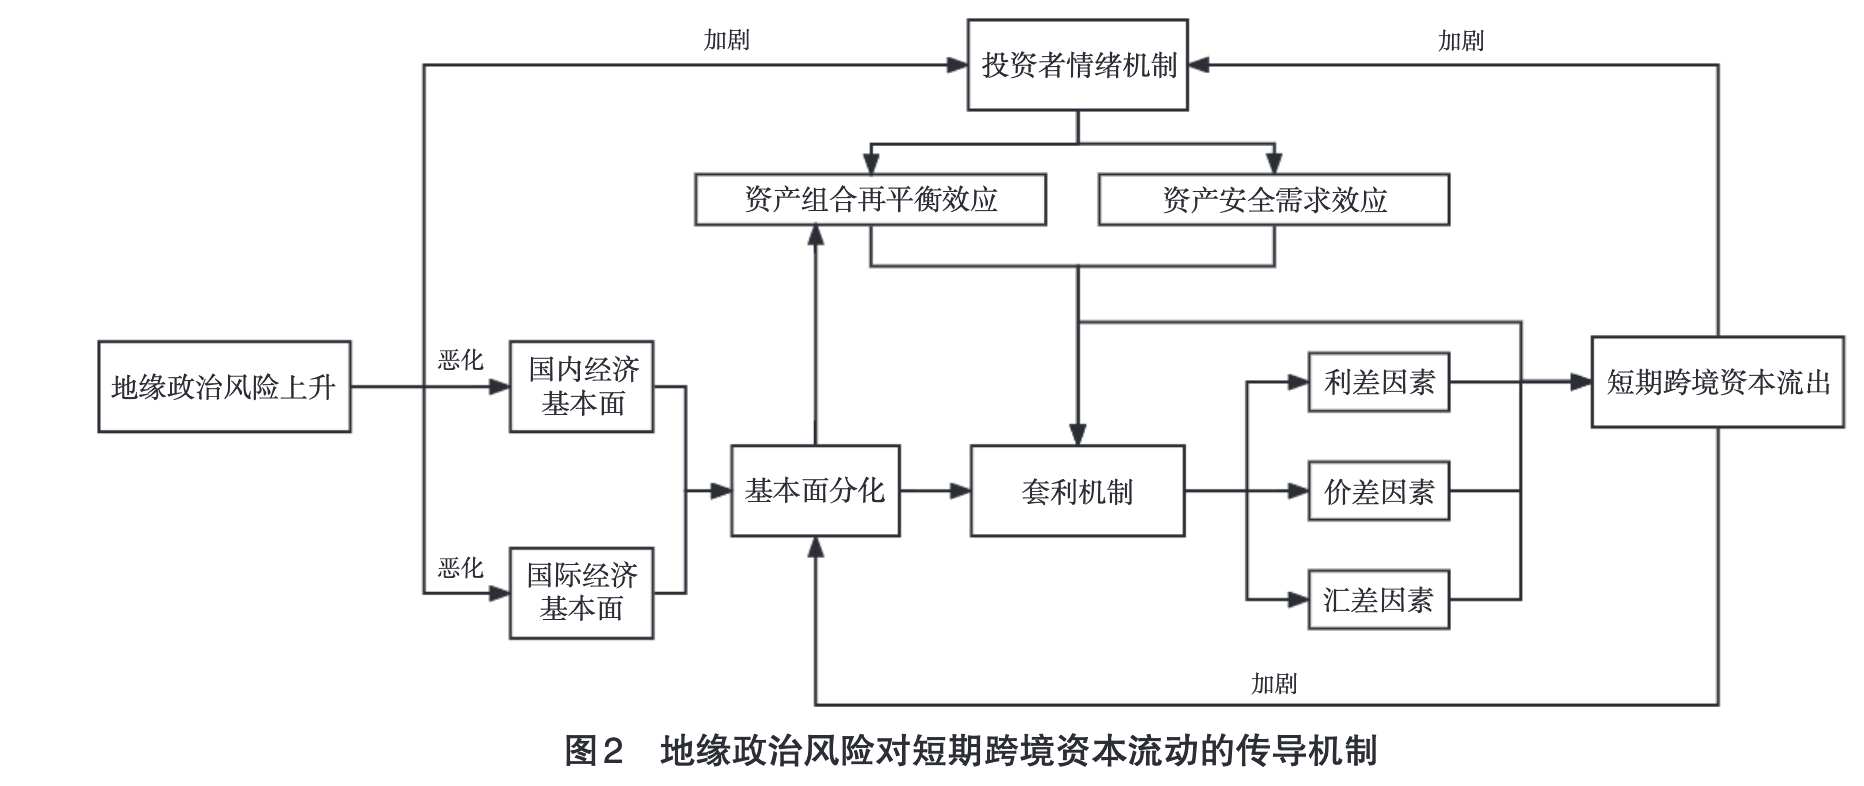 加剧
加剧
投资者情绪机制
资产组合再平衡效应
资产安全需求效应
地缘政治风险上升
恶化
国内经济
基本面
利差因素
短期跨境资本流出
基本面分化
套利机制
价差因素
恶化
国际经济
基本面
汇差因素
加剧
图2 地缘政治风险对短期跨境资本流动的传导机制